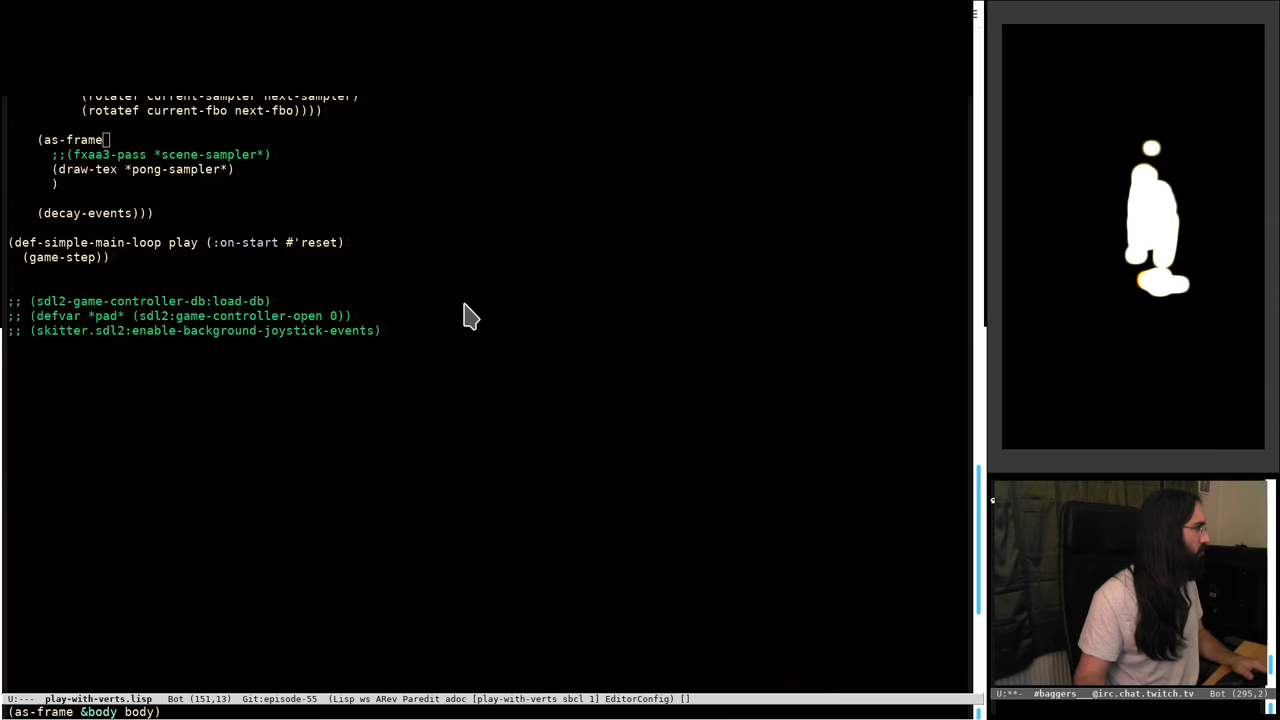 (rotatef current-sampler next-sampler)
(rotatef current-fbo next-fbo))))
(as-frame
;;(fxaa3-pass *scene-sampler*)
(draw-tex *pong-sampler*)
)
(decay-events)))
(def-simple-main-loop play (:on-start #'reset)
(game-step))
;; (sdl2-game-controller-db:load-db)
;; (defvar *pad* (sdl2:game-controller-open 0))
;; (skitter.sdl2:enable-background-joystick-events)
U:--- play-with-verts.lisp Bot (151,13) Git:episode-55 (Lisp ws ARev Paredit adoc [play-with-verts sbcl 1] EditorConfig) []
(as-frame &body body)
U:**- #baggers__@irc.chat.twitch.tv Bot (295,2)